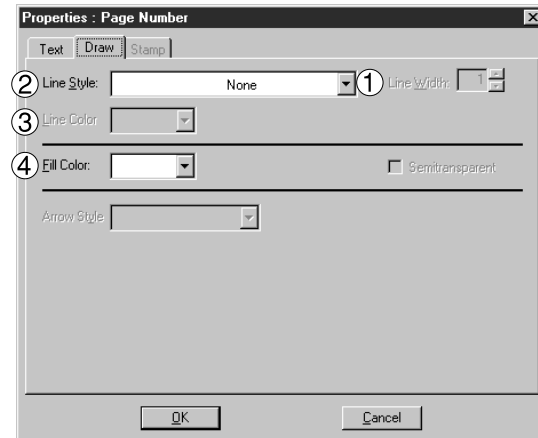 Properties : Page Number
Text Draw Stamp
② Line Style: None ① Line Width: 1
③ Line Color
④ Fill Color: Semitransparent
Arrow Style
OK Cancel